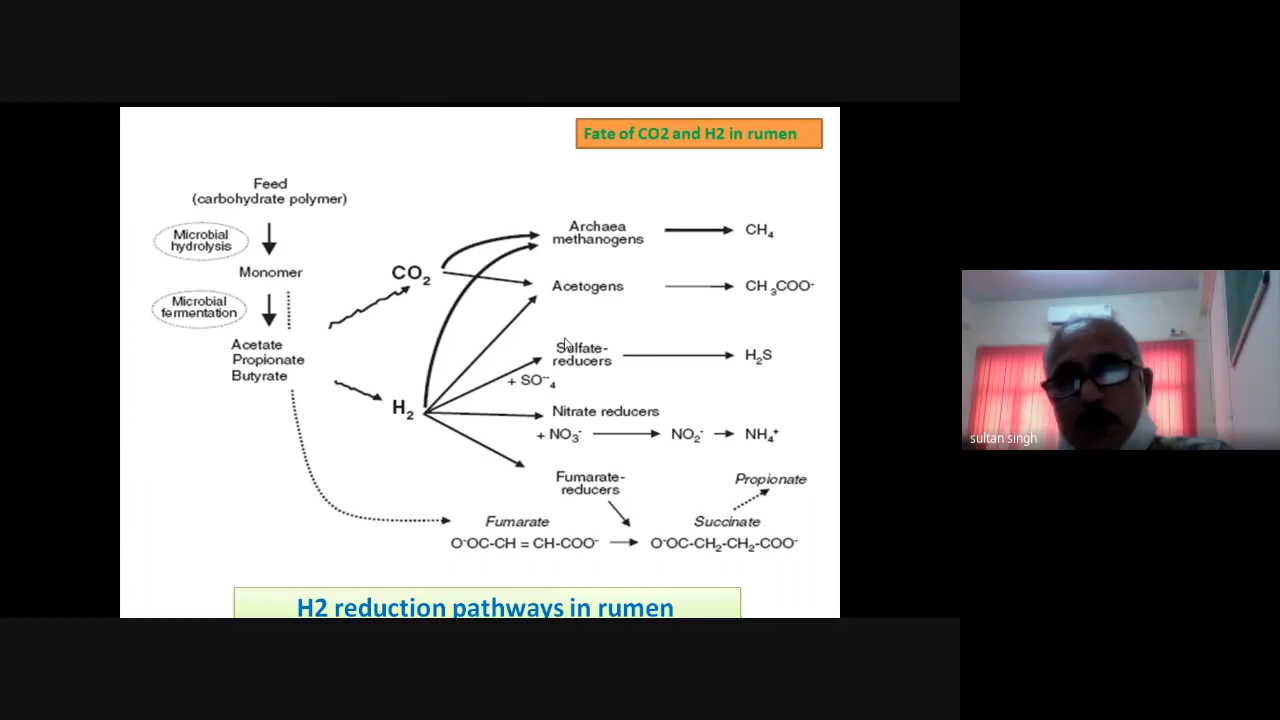 Fate of CO2 and H2 in rumen
Feed
(carbohydrate polymer)
Microbial
hydrolysis
Monomer
Microbial
fermentation
Acetate
Propionate
Butyrate
CO₂
H₂
Archaea
methanogens
CH₄
Acetogens
CH₃COO⁻
Sulfate-
reducers
H₂S
+ SO⁻⁻₄
Nitrate reducers
+ NO₃⁻
NO₂⁻
NH₄⁺
Fumarate-
reducers
Propionate
Fumarate
Succinate
O⁻OC-CH = CH-COO⁻
O⁻OC-CH₂-CH₂-COO⁻
H2 reduction pathways in rumen
sultan singh